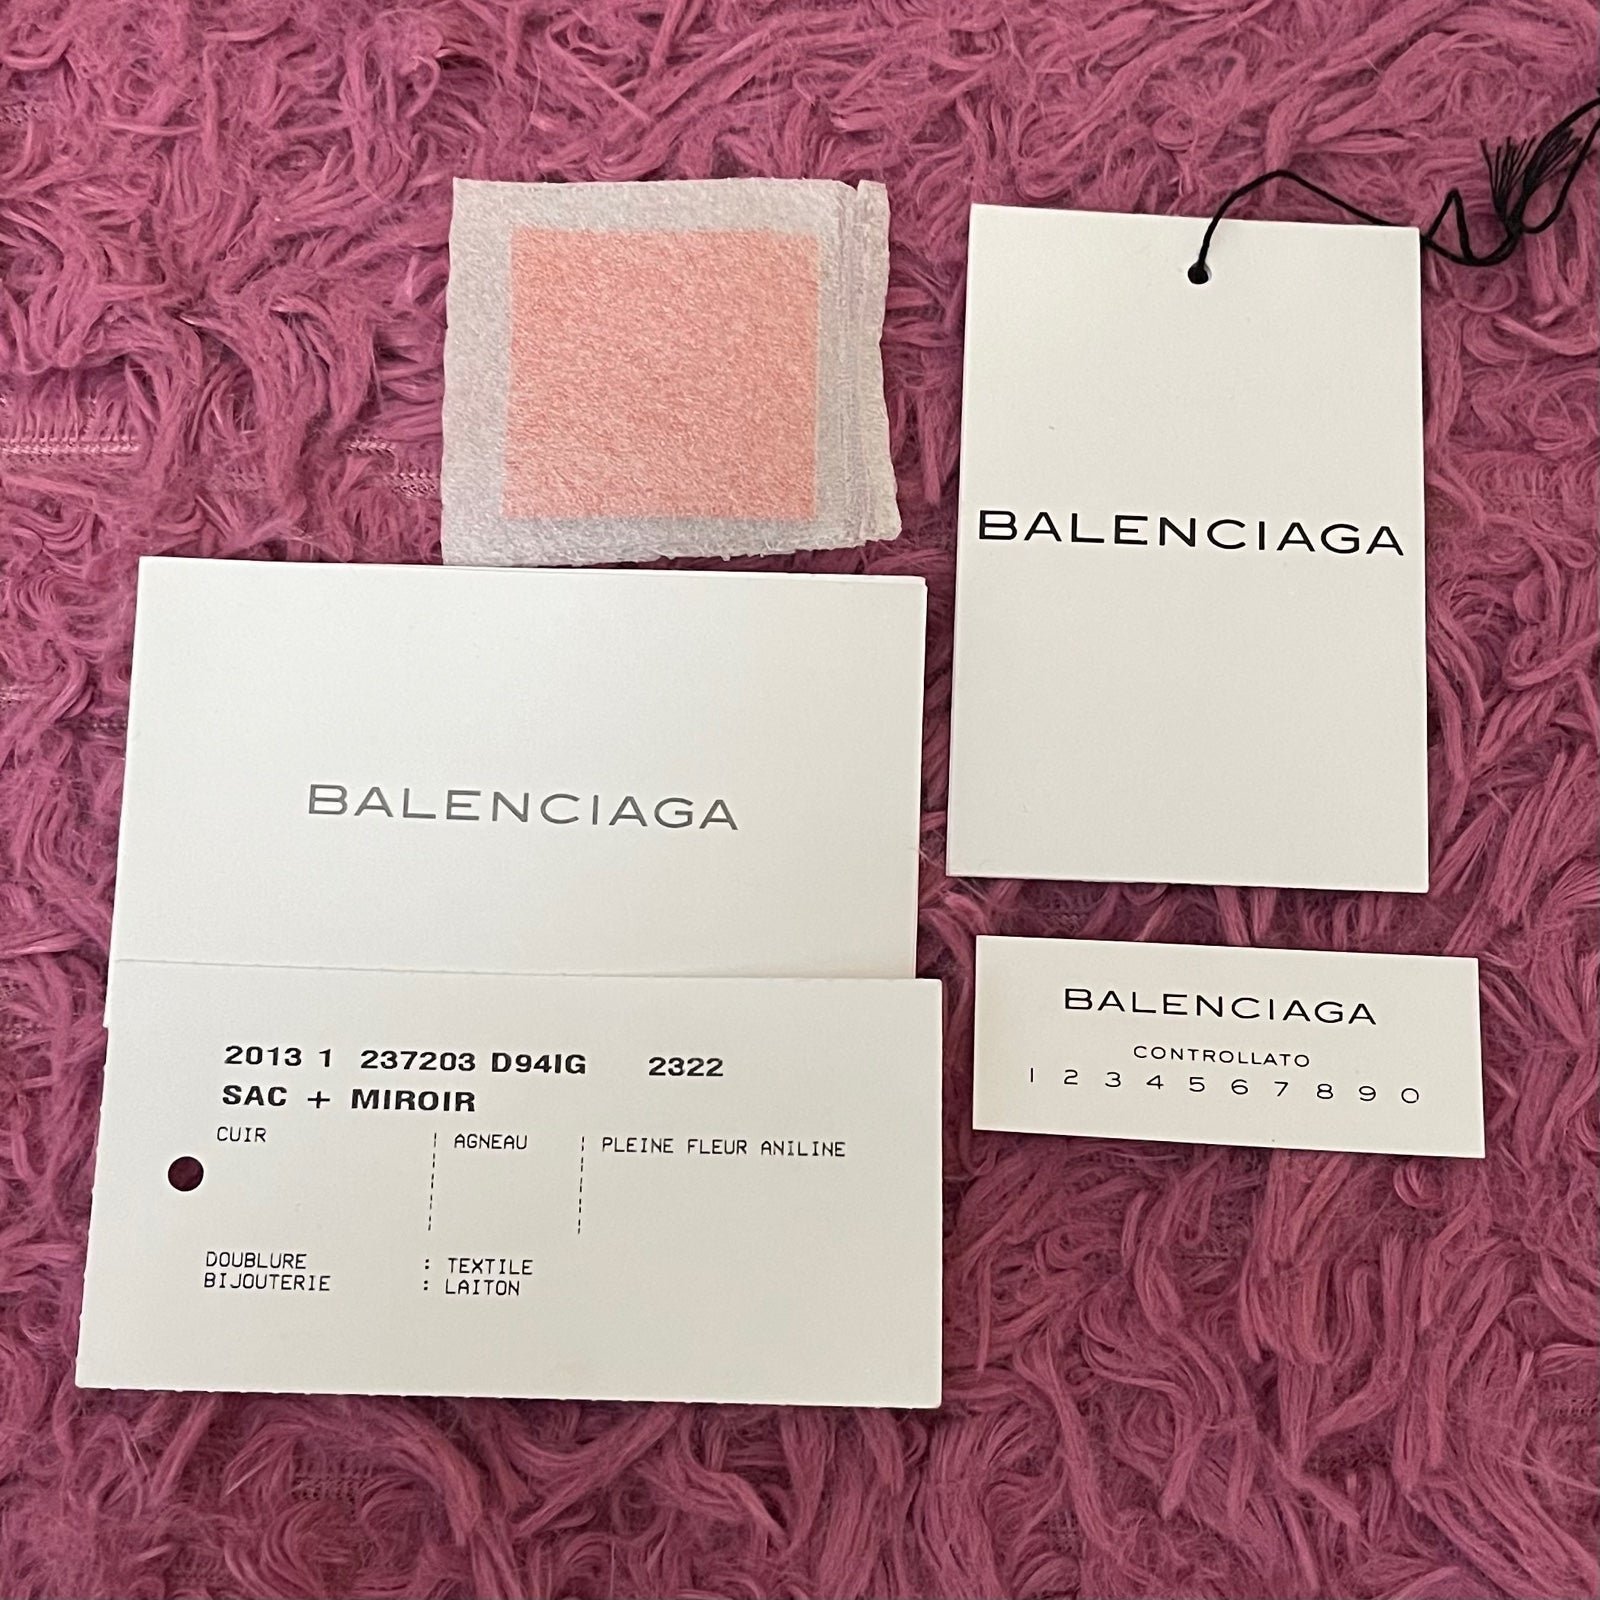 BALENCIAGA
BALENCIAGA
2013 1 237203 D94IG 2322
SAC + MIROIR
CUIR ¦ AGNEAU ¦ PLEINE FLEUR ANILINE
DOUBLURE : TEXTILE
BIJOUTERIE : LAITON
BALENCIAGA
CONTROLLATO
1 2 3 4 5 6 7 8 9 0